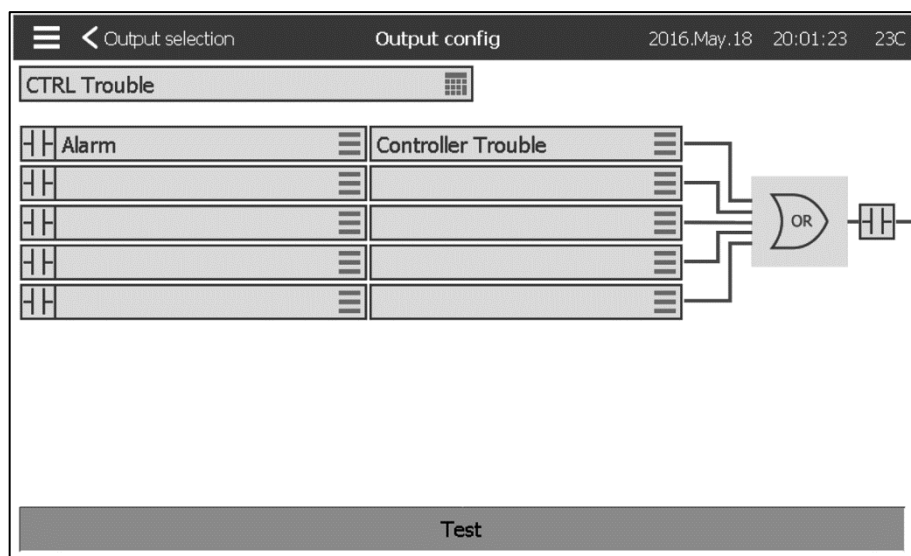 Output selection Output config 2016.May.18 20:01:23 23C
CTRL Trouble
Alarm Controller Trouble
OR
Test